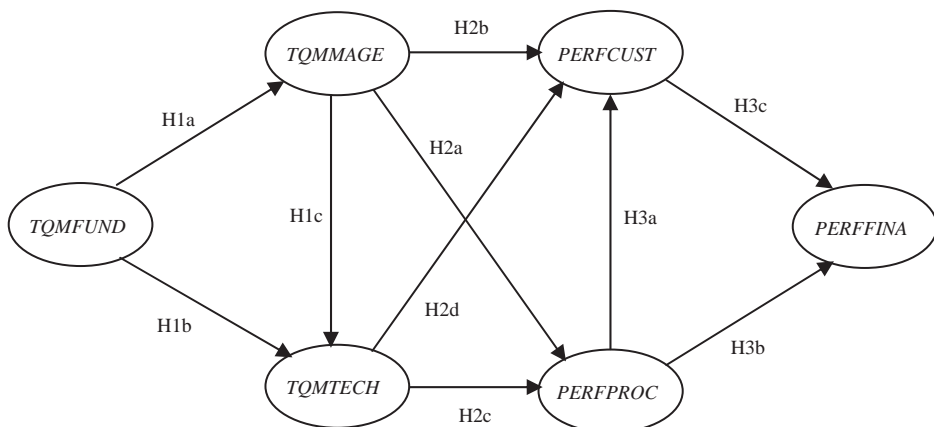 H2b
TQMMAGE
PERFCUST
H1a
H3c
H2a
H1c
H3a
TQMFUND
PERFFINA
H2d
H1b
H3b
TQMTECH
PERFPROC
H2c